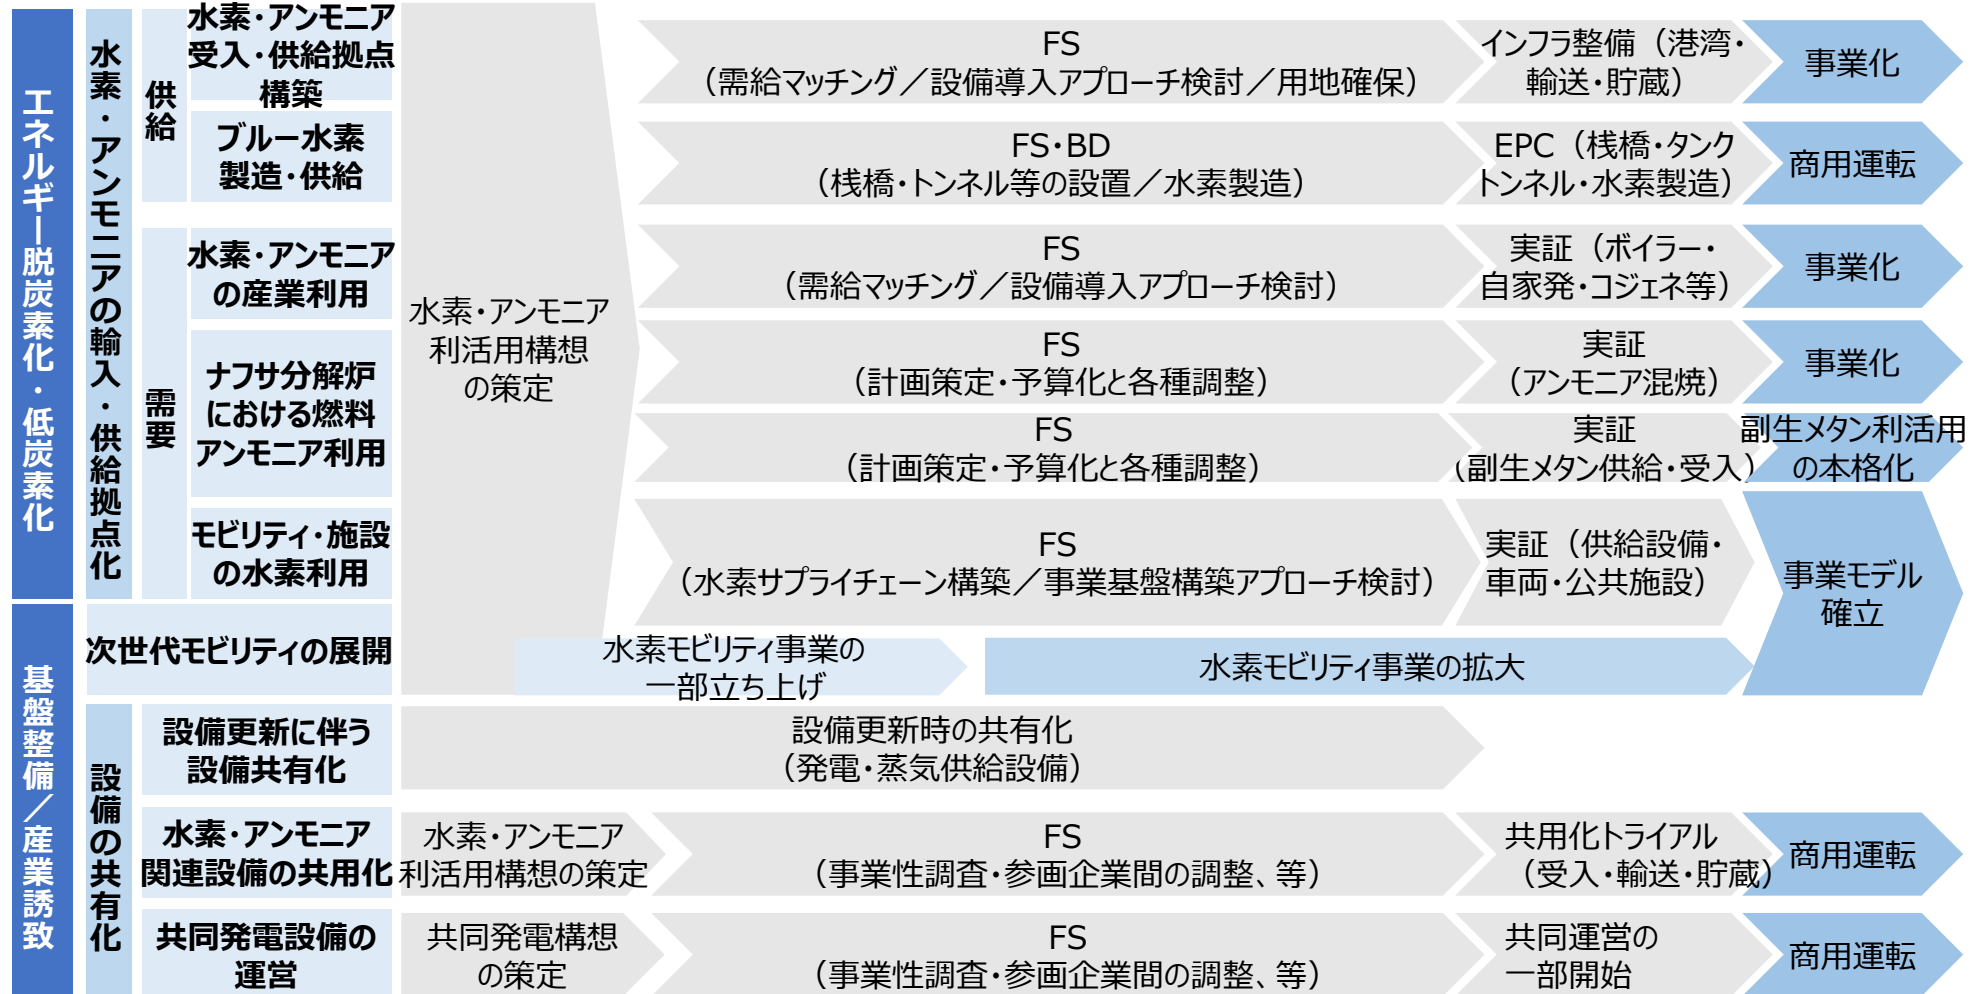 エネルギー脱炭素化・低炭素化
水素・アンモニアの輸入・供給拠点化
供給
水素・アンモニア
受入・供給拠点
構築
ブルー水素
製造・供給
需要
水素・アンモニア
の産業利用
ナフサ分解炉
における燃料
アンモニア利用
モビリティ・施設
の水素利用
水素・アンモニア
利活用構想
の策定
FS
（需給マッチング／設備導入アプローチ検討／用地確保）
インフラ整備（港湾・
輸送・貯蔵）
事業化
FS・BD
（桟橋・トンネル等の設置／水素製造）
EPC（桟橋・タンク
トンネル・水素製造）
商用運転
FS
（需給マッチング／設備導入アプローチ検討）
実証（ボイラー・
自家発・コジェネ等）
事業化
FS
（計画策定・予算化と各種調整）
実証
（アンモニア混焼）
事業化
FS
（計画策定・予算化と各種調整）
実証
（副生メタン供給・受入）
副生メタン利活用
の本格化
FS
（水素サプライチェーン構築／事業基盤構築アプローチ検討）
実証（供給設備・
車両・公共施設）
事業モデル
確立
基盤整備／産業誘致
次世代モビリティの展開
水素モビリティ事業の
一部立ち上げ
水素モビリティ事業の拡大
設備の共有化
設備更新に伴う
設備共有化
設備更新時の共有化
（発電・蒸気供給設備）
水素・アンモニア
関連設備の共用化
水素・アンモニア
利活用構想の策定
FS
（事業性調査・参画企業間の調整、等）
共用化トライアル
（受入・輸送・貯蔵）
商用運転
共同発電設備の
運営
共同発電構想
の策定
FS
（事業性調査・参画企業間の調整、等）
共同運営の
一部開始
商用運転